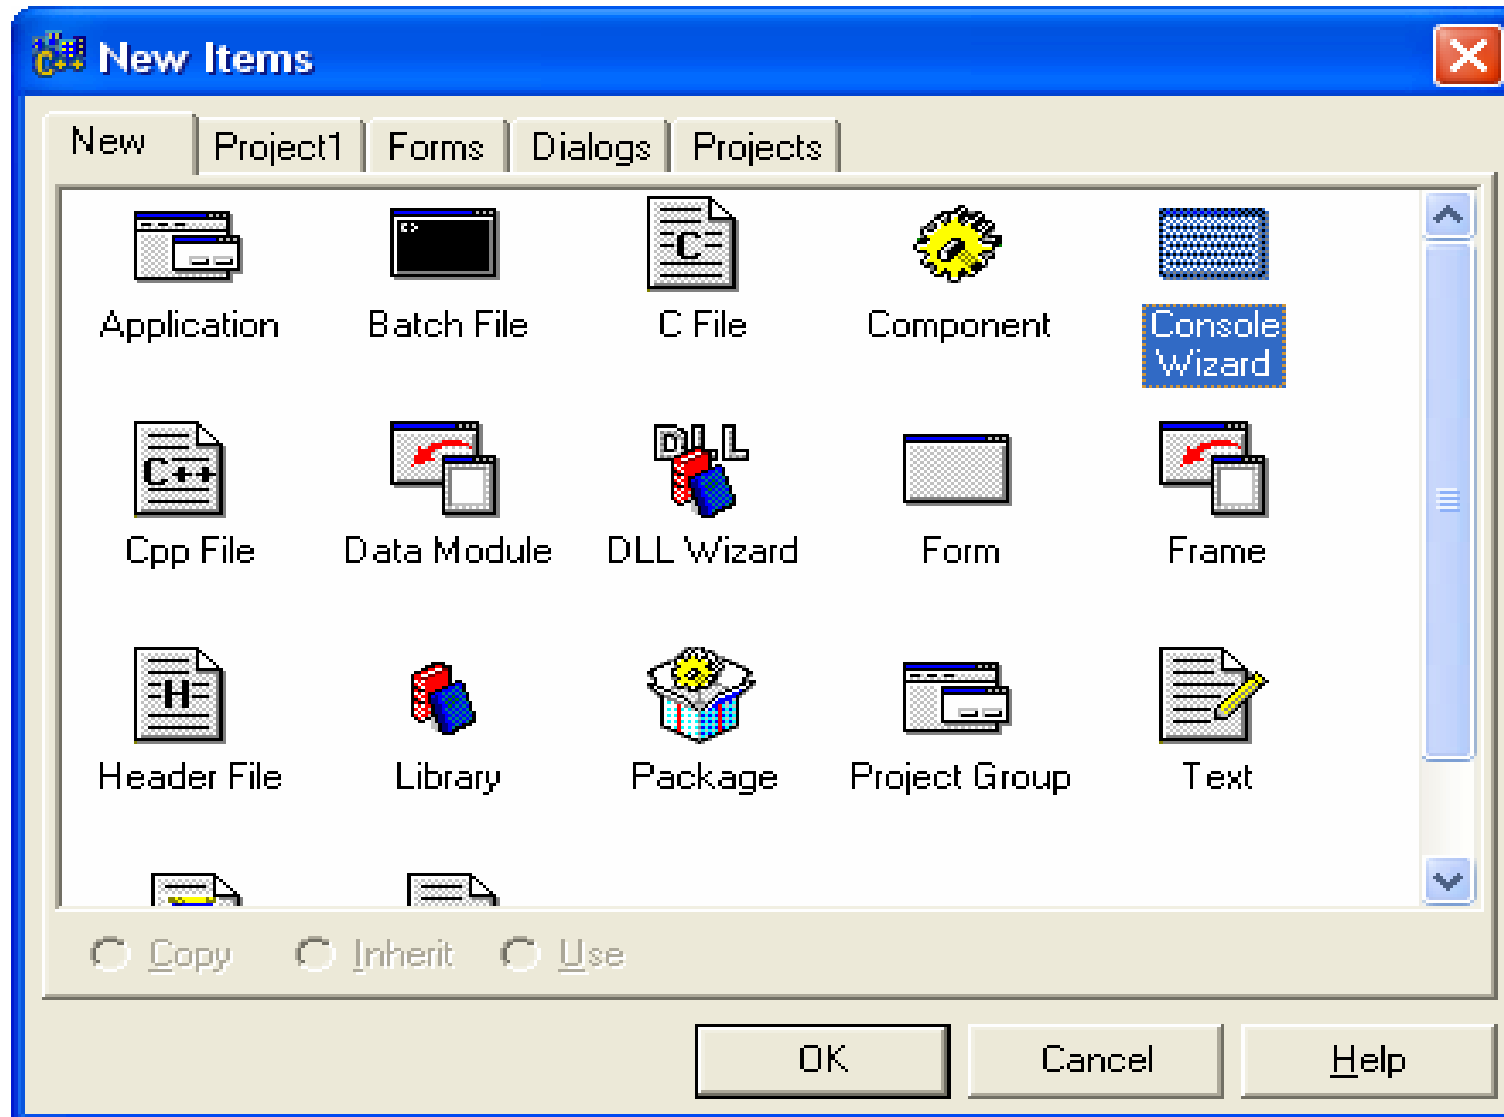 New Items
New Project1 Forms Dialogs Projects
Application Batch File C File Component Console
Wizard
Cpp File Data Module DLL Wizard Form Frame
Header File Library Package Project Group Text
Copy Inherit Use
OK Cancel Help
C
C++
DLL
H
C++